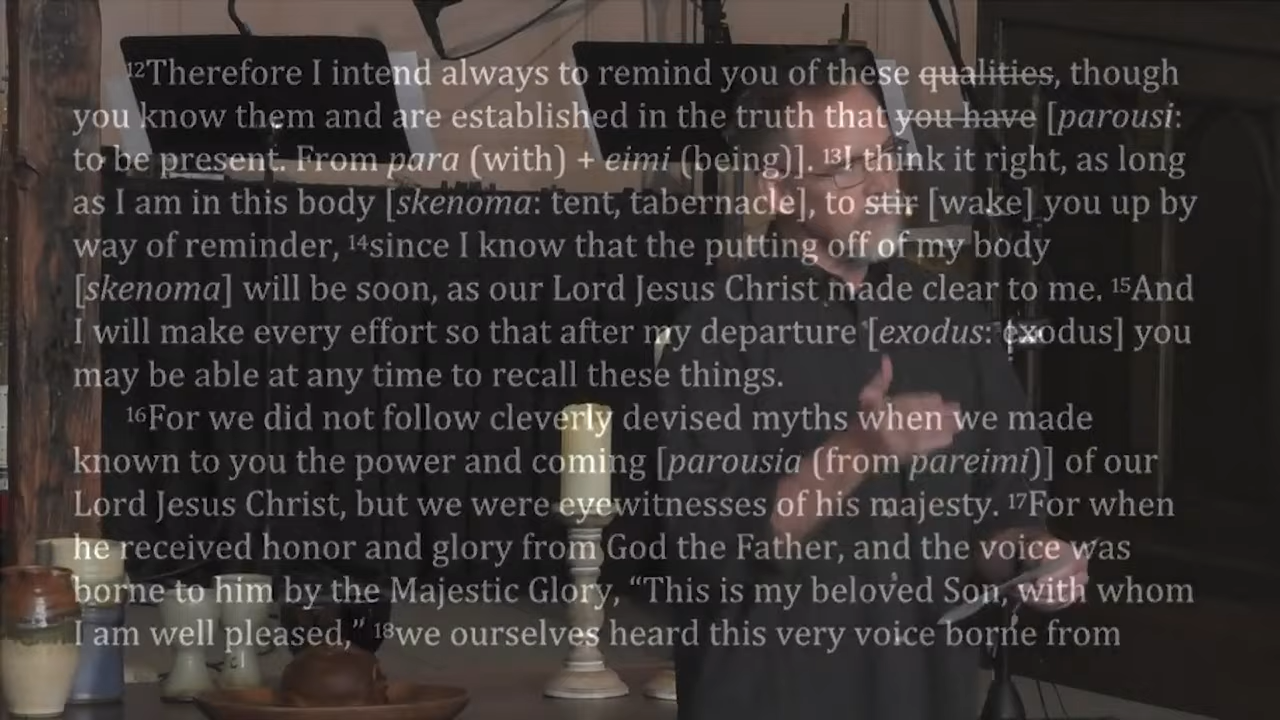 ¹²Therefore I intend always to remind you of these qualities, though
you know them and are established in the truth that you have [parousi:
to be present. From para (with) + eimi (being)]. ¹³I think it right, as long
as I am in this body [skenoma: tent, tabernacle], to stir [wake] you up by
way of reminder, ¹⁴since I know that the putting off of my body
[skenoma] will be soon, as our Lord Jesus Christ made clear to me. ¹⁵And
I will make every effort so that after my departure [exodus: exodus] you
may be able at any time to recall these things.
¹⁶For we did not follow cleverly devised myths when we made
known to you the power and coming [parousia (from pareimi)] of our
Lord Jesus Christ, but we were eyewitnesses of his majesty. ¹⁷For when
he received honor and glory from God the Father, and the voice was
borne to him by the Majestic Glory, “This is my beloved Son, with whom
I am well pleased,” ¹⁸we ourselves heard this very voice borne from